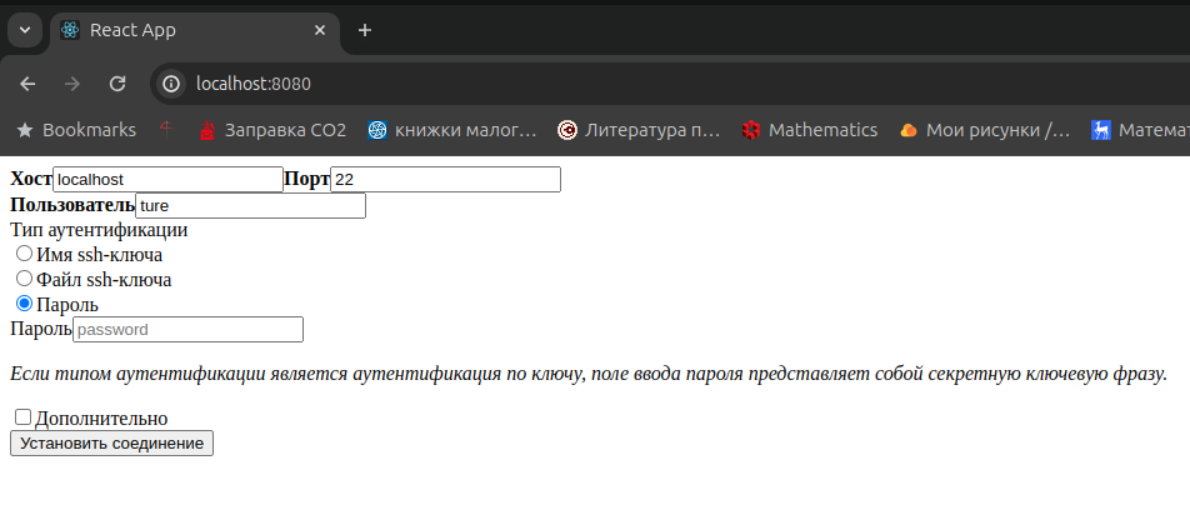 React App
localhost:8080
Bookmarks Заправка CO2 книжки малог... Литература п... Mathematics Мои рисунки /... Математ
Хост localhost Порт 22
Пользователь ture
Тип аутентификации
Имя ssh-ключа
Файл ssh-ключа
Пароль
Пароль password
Если типом аутентификации является аутентификация по ключу, поле ввода пароля представляет собой секретную ключевую фразу.
Дополнительно
Установить соединение